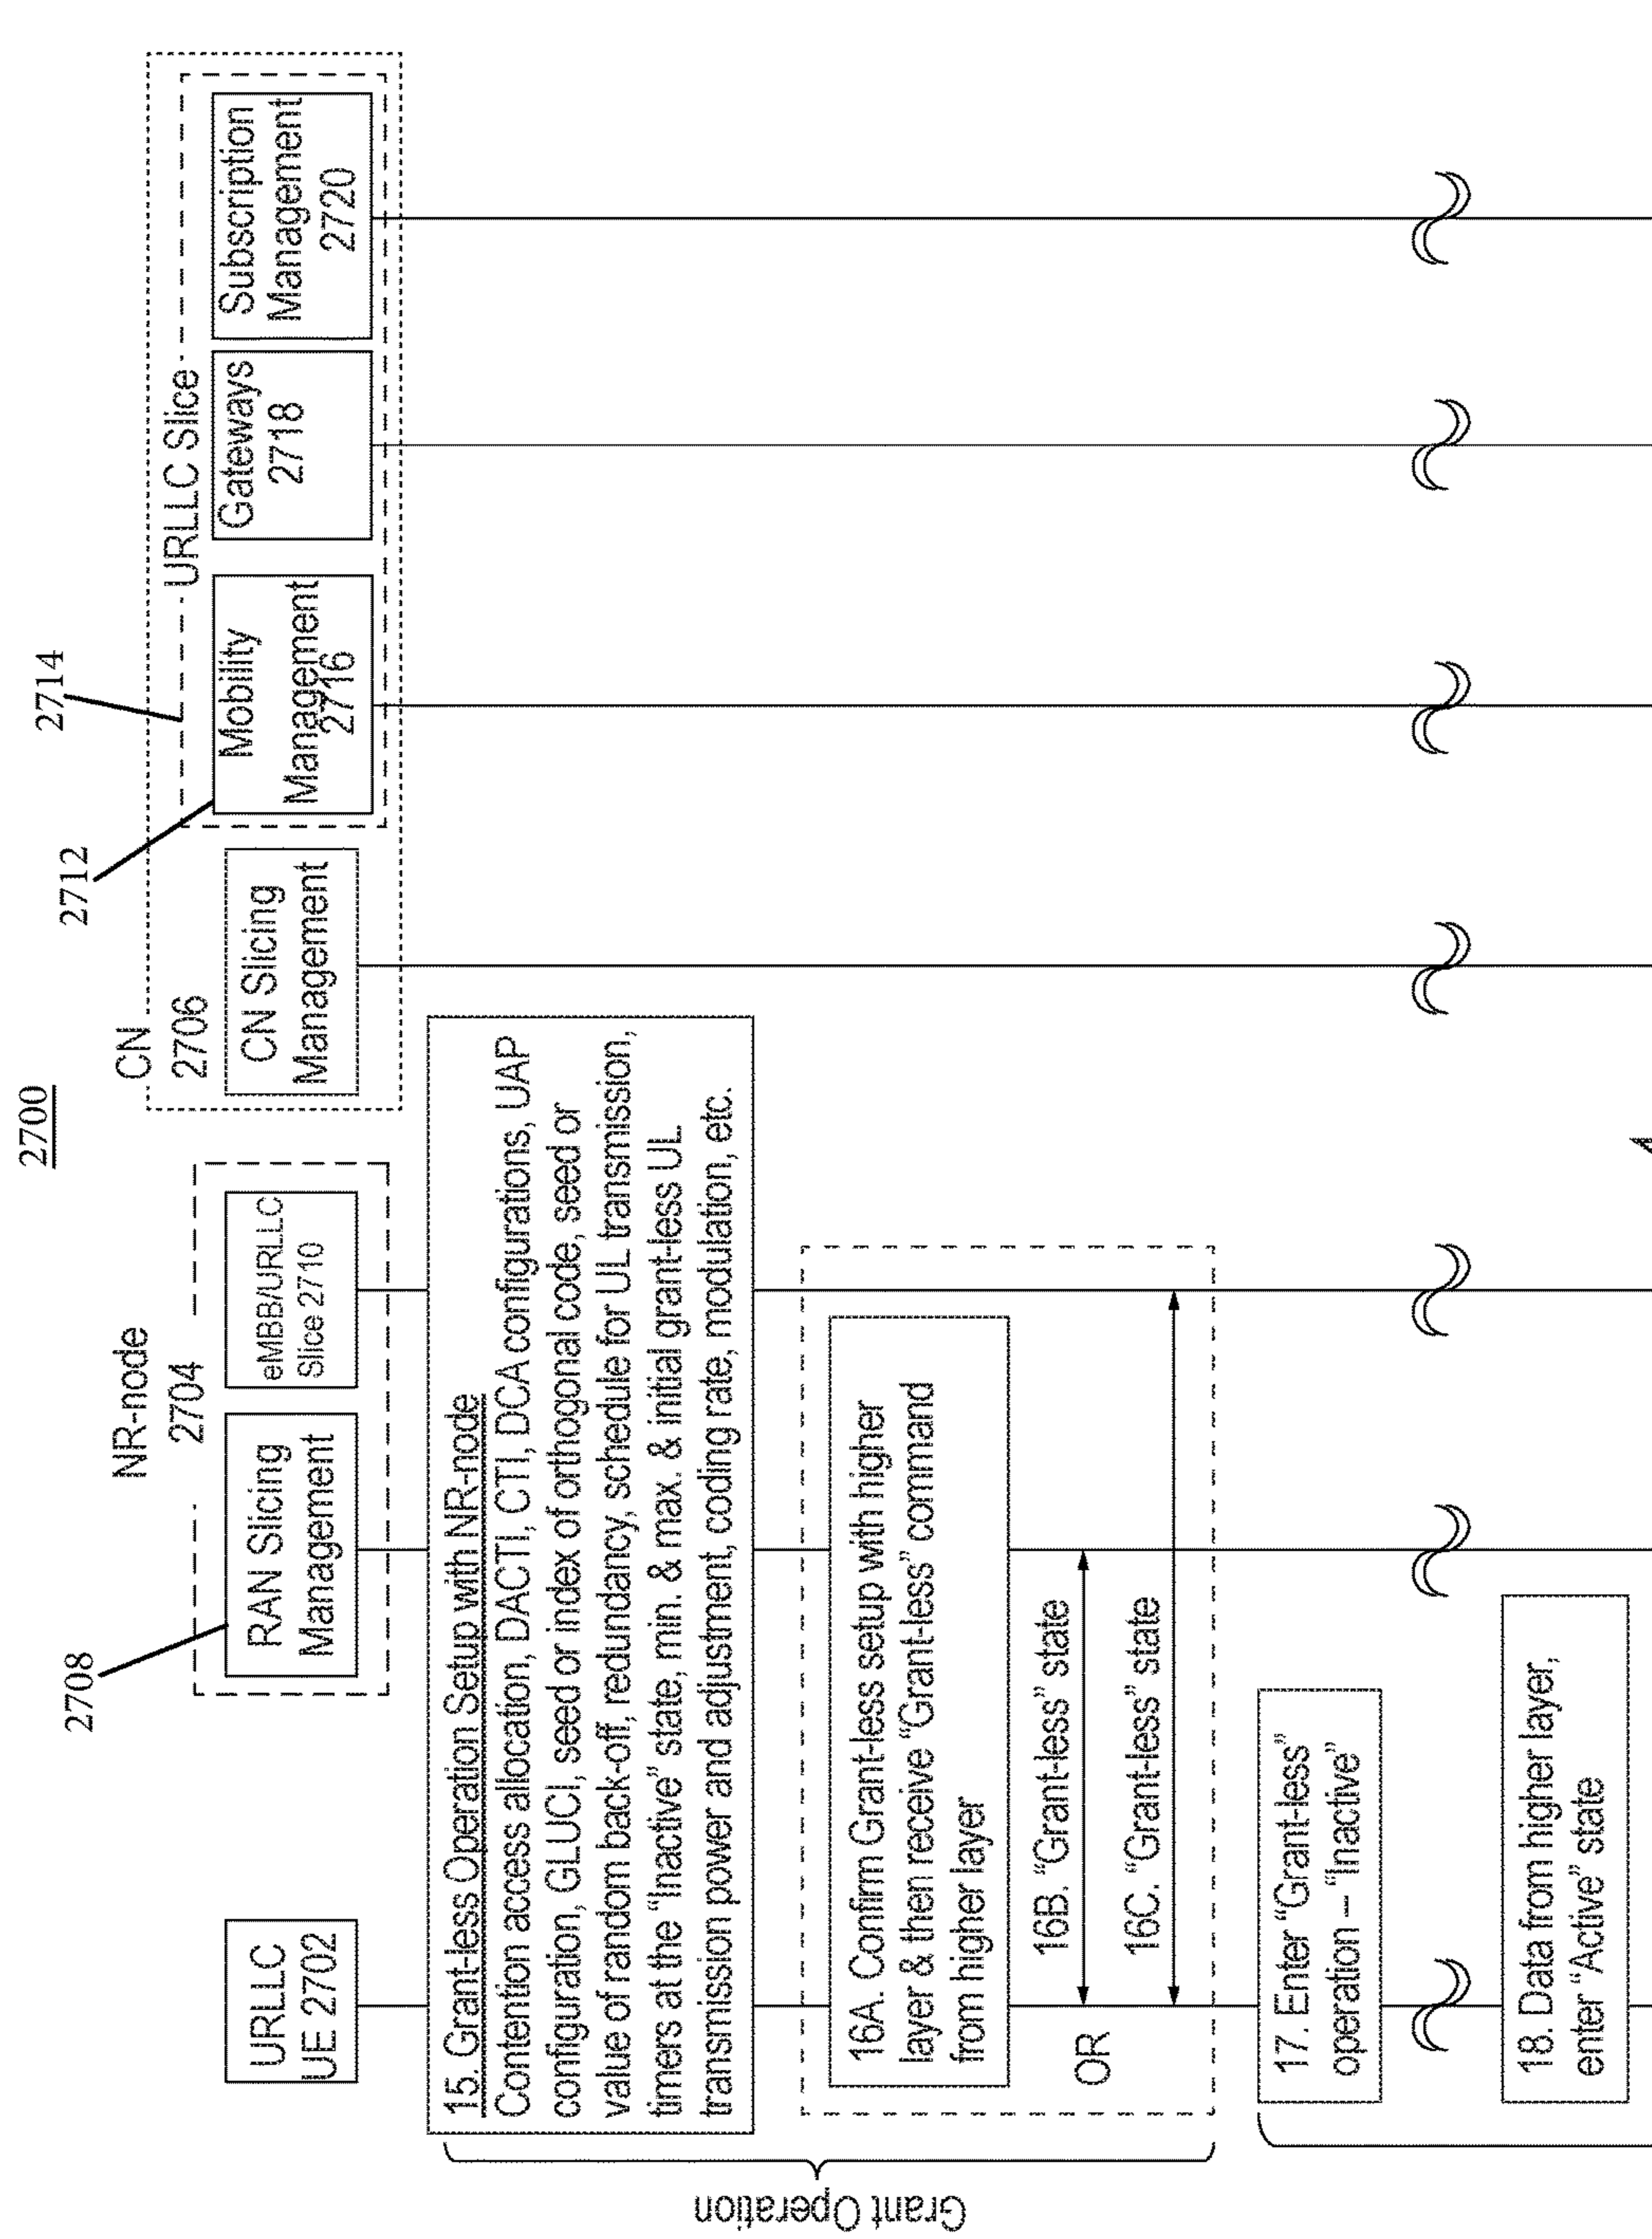 2700
2714
2712
2708
CN
2706
NR-node
2704
URLLC Slice
URLLC
UE 2702
RAN Slicing
Management
eMBB/URLLC
Slice 2710
CN Slicing
Management
Mobility
Management
2716
Gateways
2718
Subscription
Management
2720
15. Grant-less Operation Setup with NR-node
Contention access allocation, DACTI, CTI, DCA configurations, UAP
configuration, GLUCI, seed or index of orthogonal code, seed or
value of random back-off, redundancy, schedule for UL transmission,
timers at the “Inactive” state, min. & max. & initial grant-less UL
transmission power and adjustment, coding rate, modulation, etc.
16A. Confirm Grant-less setup with higher
layer & then receive “Grant-less” command
from higher layer
OR
16B. “Grant-less” state
16C. “Grant-less” state
Grant Operation
17. Enter “Grant-less”
operation – “Inactive”
18. Data from higher layer,
enter “Active” state